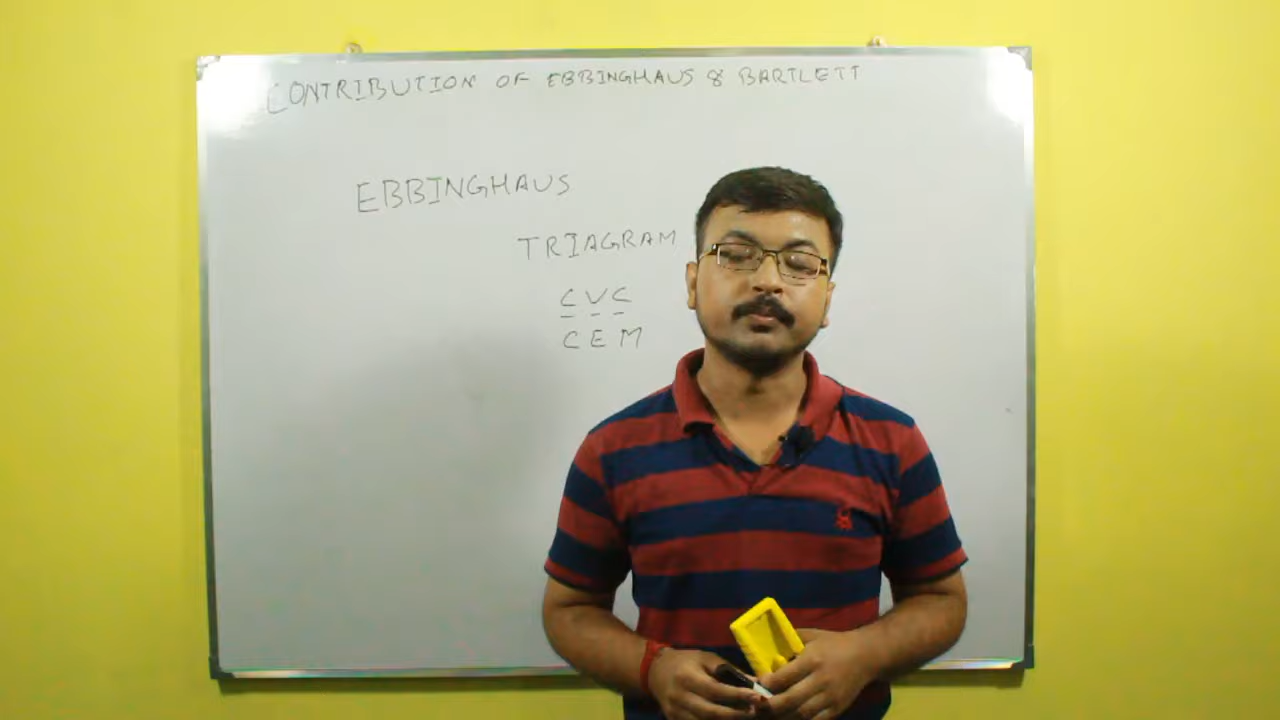 CONTRIBUTION OF EBBINGHAUS & BARTLETT
EBBINGHAUS
TRIAGRAM
CVC
CEM